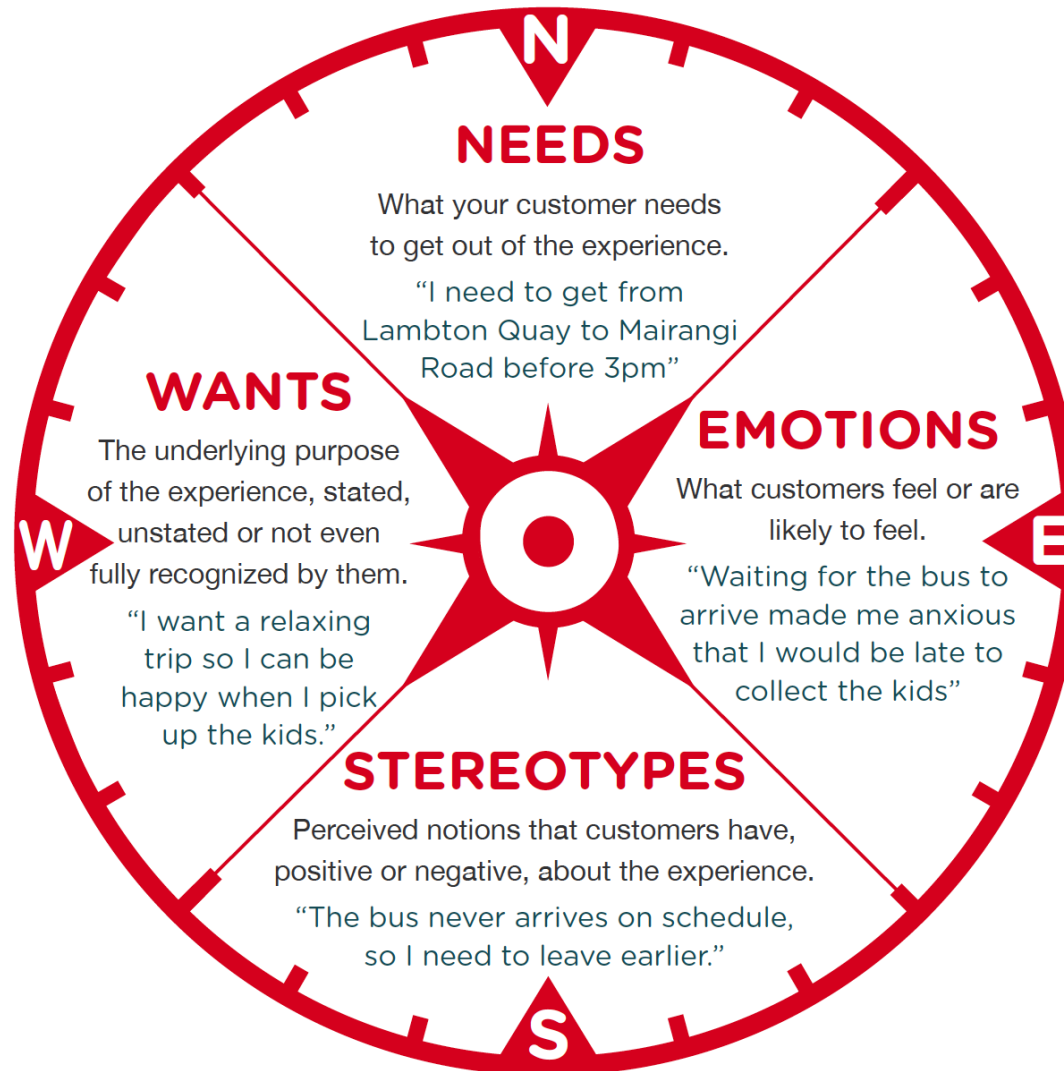 N
NEEDS
What your customer needs
to get out of the experience.
“I need to get from
Lambton Quay to Mairangi
Road before 3pm”
WANTS
The underlying purpose
of the experience, stated,
unstated or not even
fully recognized by them.
“I want a relaxing
trip so I can be
happy when I pick
up the kids.”
W
EMOTIONS
What customers feel or are
likely to feel.
“Waiting for the bus to
arrive made me anxious
that I would be late to
collect the kids”
E
STEREOTYPES
Perceived notions that customers have,
positive or negative, about the experience.
“The bus never arrives on schedule,
so I need to leave earlier.”
S